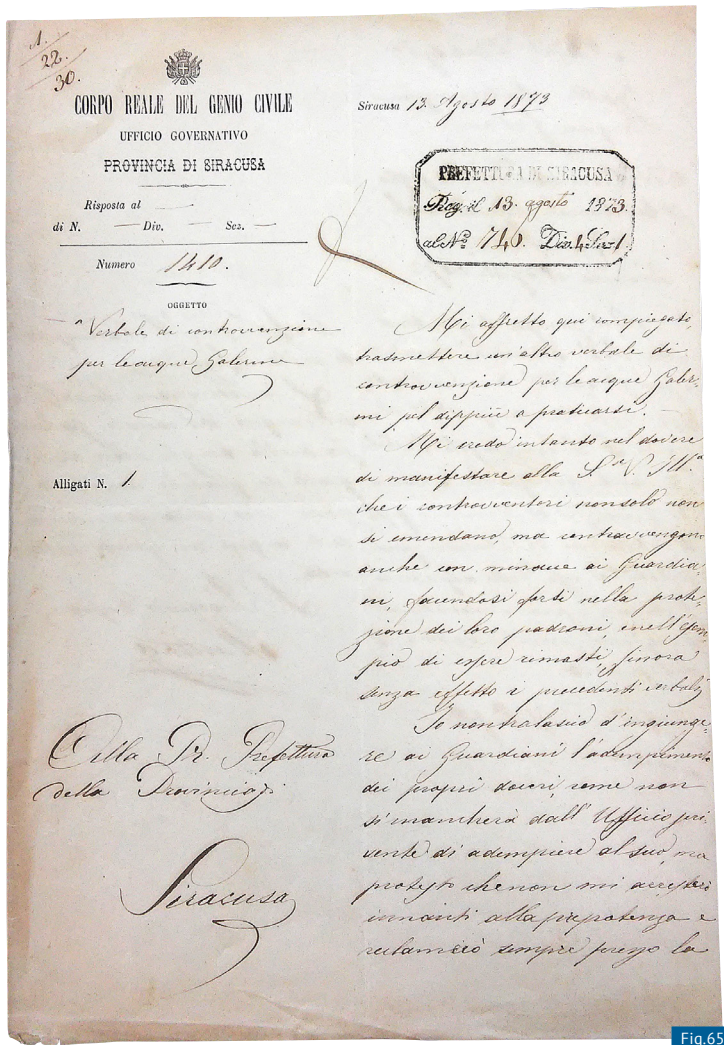 1.
22.
30.
CORPO REALE DEL GENIO CIVILE
UFFICIO GOVERNATIVO
PROVINCIA DI SIRACUSA
Risposta al —
di N. — Div. — Sez. —
Numero 1410.
OGGETTO
Verbale di contravvenzione
per le acque Galermi
Alligati N. 1.
Alla R. Prefettura
della Provincia di
Siracusa
Siracusa 13. Agosto 1873
PREFETTURA DI SIRACUSA
Reg. il 13. agosto 1873.
al N.º 740. Div. 4 Sez. 1
Mi affretto qui compiegato,
trasmettere un'altro verbale di
contravvenzione per le acque Galer-
mi pel dippiù a praticarsi.
Mi credo intanto nel dovere
di manifestare alla S. V. Ill.a
che i contravventori non solo non
si emendano, ma contravvengono
anche con minacce ai Guardia-
ni, facendosi forti nella prote-
zione dei loro padroni, e nell'esem-
pio di essere rimasti finora
senza effetto i precedenti verbali.
Io non tralascio d'ingiunge-
re ai Guardiani l'adempimento
dei proprî doveri, come non
si mancherà dall'Ufficio scri-
vente di adempiere al suo, ma
protesto che non mi arresterò
innanti alla prepotenza e
reclamerò sempre presso la
Fig.65